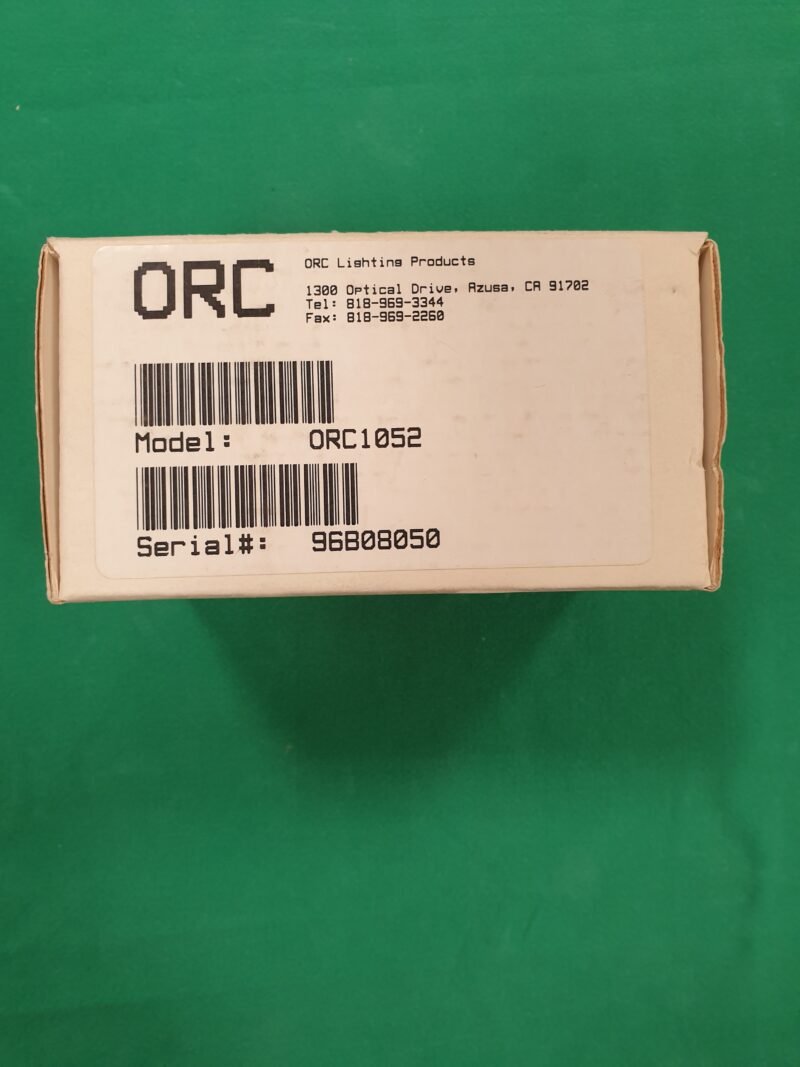 ORC
ORC Lighting Products
1300 Optical Drive, Azusa, CA 91702
Tel: 818-969-3344
Fax: 818-969-2260
Model: ORC1052
Serial#: 96B08050